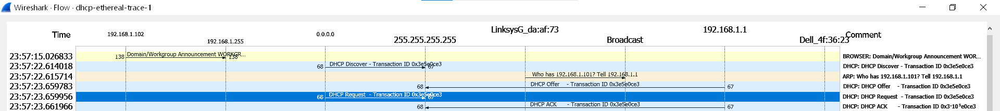 Wireshark · Flow · dhcp-ethereal-trace-1
LinksysG_da:af:73 192.168.1.1
Time 192.168.1.102 0.0.0.0 Comment
192.168.1.255 255.255.255.255 Broadcast Dell_4f:36:23
23:57:15.026833 138 Domain/Workgroup Announcement WORKGR... 138 BROWSER: Domain/Workgroup Announcement WOR...
23:57:22.614018 68 DHCP Discover - Transaction ID 0x3e5e0ce3 67 DHCP: DHCP Discover - Transaction ID 0x3e5e0ce3
23:57:22.615714 Who has 192.168.1.101? Tell 192.168.1.1 ARP: Who has 192.168.1.101? Tell 192.168.1.1
23:57:23.659783 68 DHCP Offer - Transaction ID 0x3e5e0ce3 67 DHCP: DHCP Offer - Transaction ID 0x3e5e0ce3
23:57:23.659956 68 DHCP Request - Transaction ID 0x3e5e0ce3 67 DHCP: DHCP Request - Transaction ID 0x3e5e0ce3
23:57:23.661966 68 DHCP ACK - Transaction ID 0x3e5e0ce3 67 DHCP: DHCP ACK - Transaction ID 0x3·10⁵e0ce3